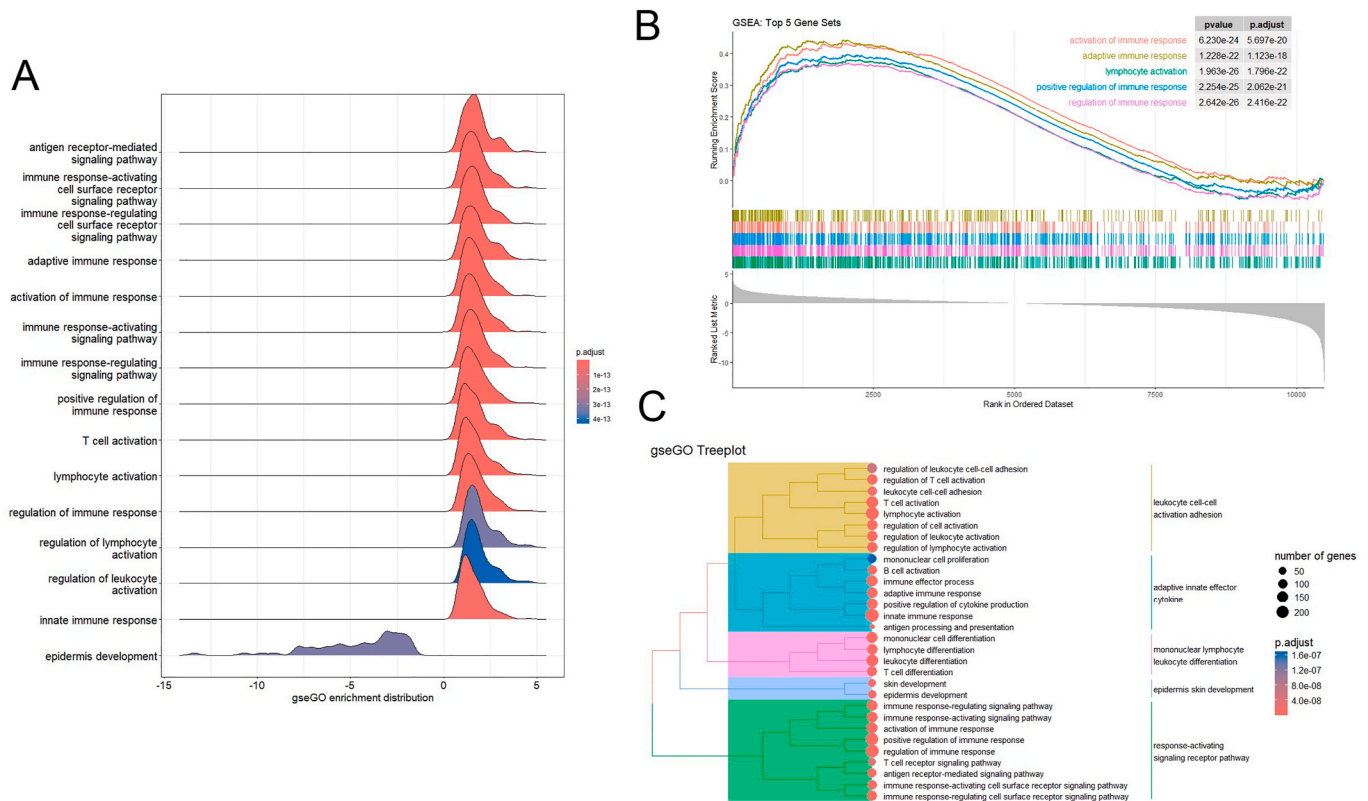 A
antigen receptor-mediated
signaling pathway
immune response-activating
cell surface receptor
signaling pathway
immune response-regulating
cell surface receptor
signaling pathway
adaptive immune response
activation of immune response
immune response-activating
signaling pathway
immune response-regulating
signaling pathway
positive regulation of
immune response
T cell activation
lymphocyte activation
regulation of immune response
regulation of lymphocyte
activation
regulation of leukocyte
activation
innate immune response
epidermis development
-15 -10 -5 0 5
gseGO enrichment distribution
p.adjust
1e-13
2e-13
3e-13
4e-13
B
GSEA: Top 5 Gene Sets
pvalue p.adjust
activation of immune response 6.230e-24 5.697e-20
adaptive immune response 1.228e-22 1.123e-18
lymphocyte activation 1.963e-26 1.796e-22
positive regulation of immune response 2.254e-25 2.062e-21
regulation of immune response 2.642e-26 2.416e-22
Running Enrichment Score
0.4
0.3
0.2
0.1
0.0
Ranked List Metric
5
0
-5
-10
2500 5000 7500 10000
Rank in Ordered Dataset
C
gseGO Treeplot
regulation of leukocyte cell-cell adhesion
regulation of T cell activation
leukocyte cell-cell adhesion
T cell activation
lymphocyte activation
regulation of cell activation
regulation of leukocyte activation
regulation of lymphocyte activation
mononuclear cell proliferation
B cell activation
immune effector process
adaptive immune response
positive regulation of cytokine production
innate immune response
antigen processing and presentation
mononuclear cell differentiation
lymphocyte differentiation
leukocyte differentiation
T cell differentiation
skin development
epidermis development
immune response-regulating signaling pathway
immune response-activating signaling pathway
activation of immune response
positive regulation of immune response
regulation of immune response
T cell receptor signaling pathway
antigen receptor-mediated signaling pathway
immune response-activating cell surface receptor signaling pathway
immune response-regulating cell surface receptor signaling pathway
leukocyte cell-cell
activation adhesion
adaptive innate effector
cytokine
mononuclear lymphocyte
leukocyte differentiation
epidermis skin development
response-activating
signaling receptor pathway
number of genes
50
100
150
200
p.adjust
1.6e-07
1.2e-07
8.0e-08
4.0e-08